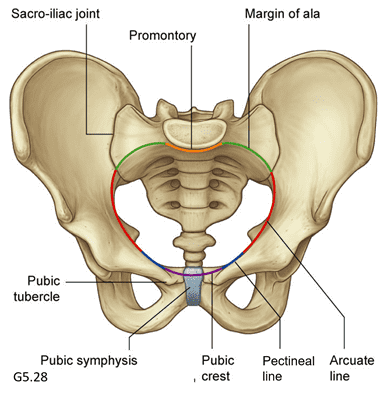 Sacro-iliac joint
Promontory
Margin of ala
Pubic
tubercle
Pubic symphysis
Pubic
crest
Pectineal
line
Arcuate
line
G5.28